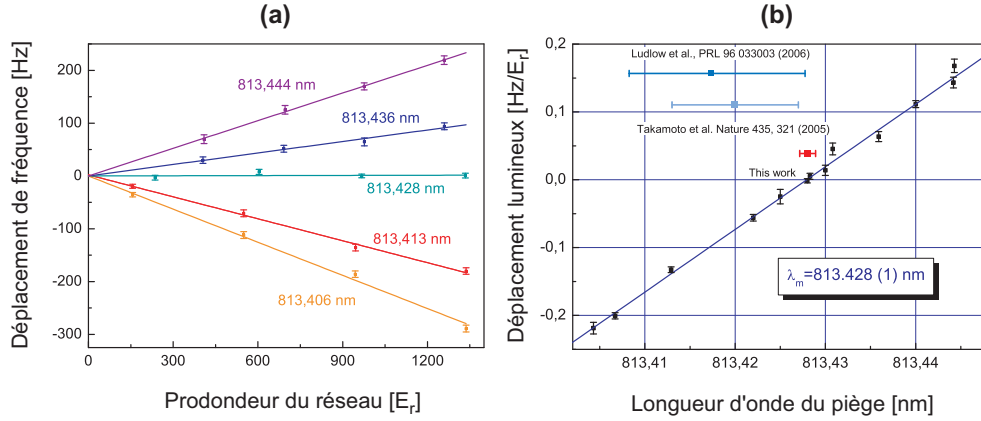 (a)
Déplacement de fréquence [Hz]
200
100
0
-100
-200
-300
813,444 nm
813,436 nm
813,428 nm
813,413 nm
813,406 nm
0
300
600
900
1200
Prodondeur du réseau [E_r]
(b)
Déplacement lumineux [Hz/E_r]
0,2
0,1
0,0
-0,1
-0,2
Ludlow et al., PRL 96 033003 (2006)
Takamoto et al. Nature 435, 321 (2005)
This work
λ_m=813.428 (1) nm
813,41
813,42
813,43
813,44
Longueur d'onde du piège [nm]